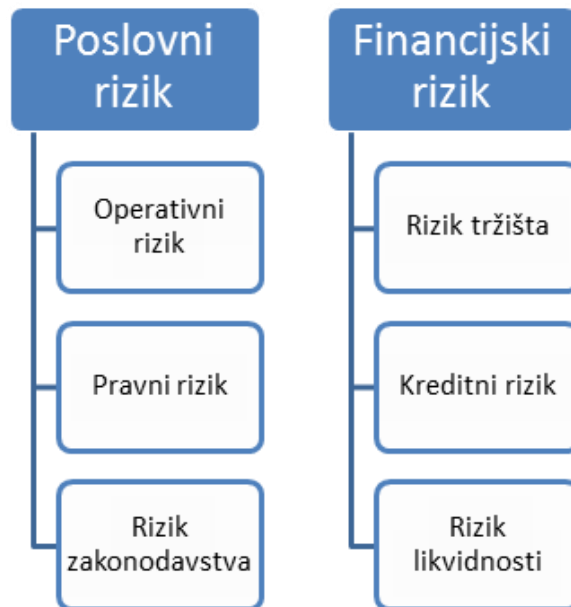 Poslovni
rizik
Operativni
rizik
Pravni rizik
Rizik
zakonodavstva
Financijski
rizik
Rizik tržišta
Kreditni rizik
Rizik
likvidnosti